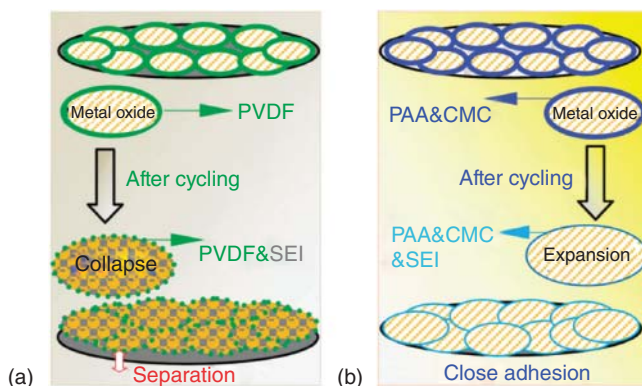 Metal oxide
PVDF
After cycling
PVDF&SEI
Collapse
(a)
Separation
PAA&CMC
Metal oxide
After cycling
PAA&CMC
&SEI
Expansion
(b)
Close adhesion